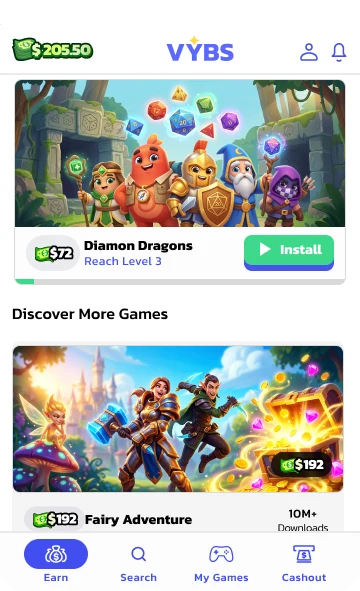 $ 205.50
VYBS
$72
Diamon Dragons
Reach Level 3
Install
Discover More Games
$192
$192
Fairy Adventure
10M+
Downloads
Earn
Search
My Games
Cashout